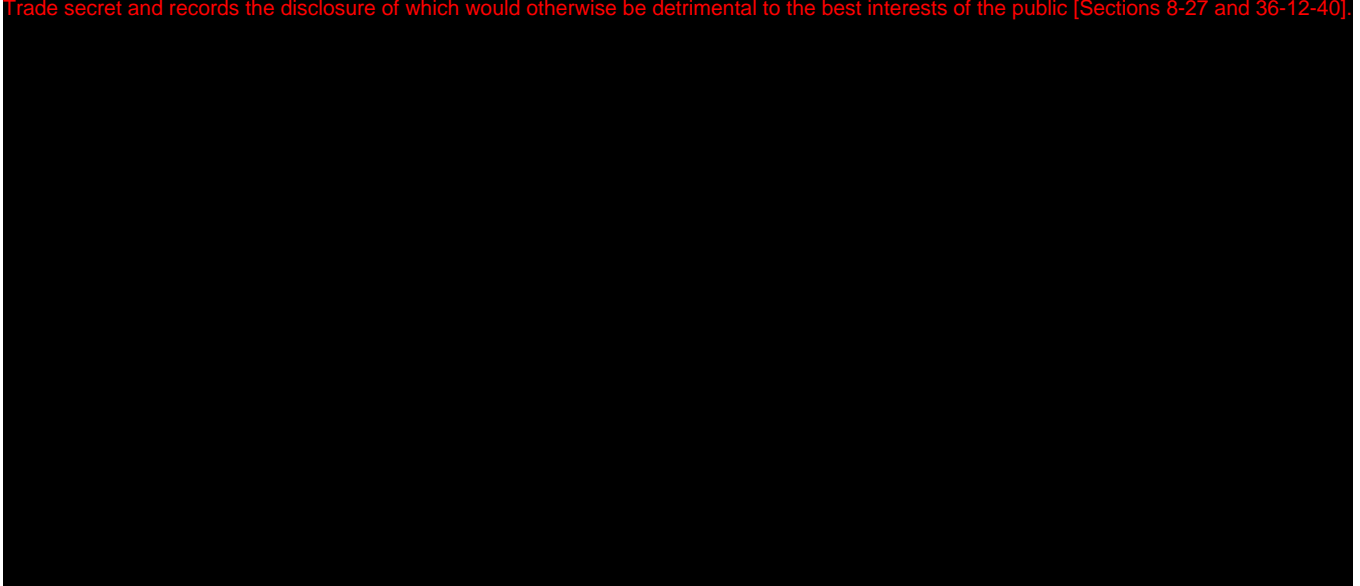 Trade secret and records the disclosure of which would otherwise be detrimental to the best interests of the public [Sections 8-27 and 36-12-40].